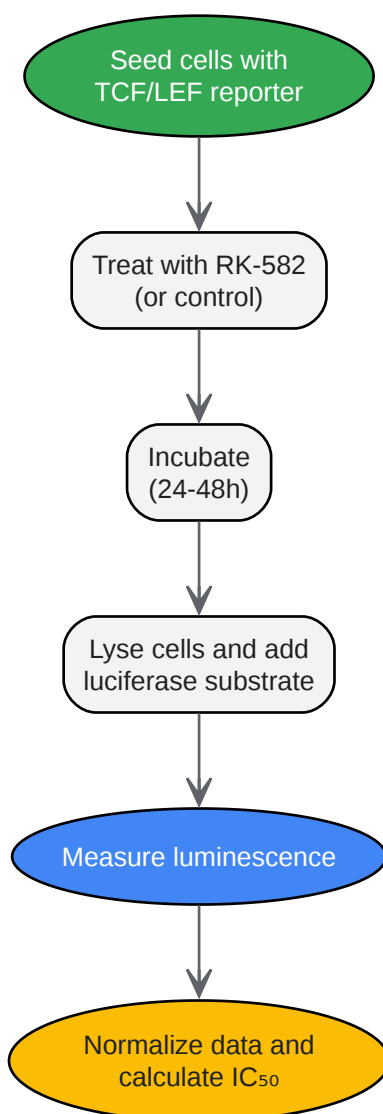 Seed cells with
TCF/LEF reporter
Treat with RK-582
(or control)
Incubate
(24-48h)
Lyse cells and add
luciferase substrate
Measure luminescence
Normalize data and
calculate IC₅₀